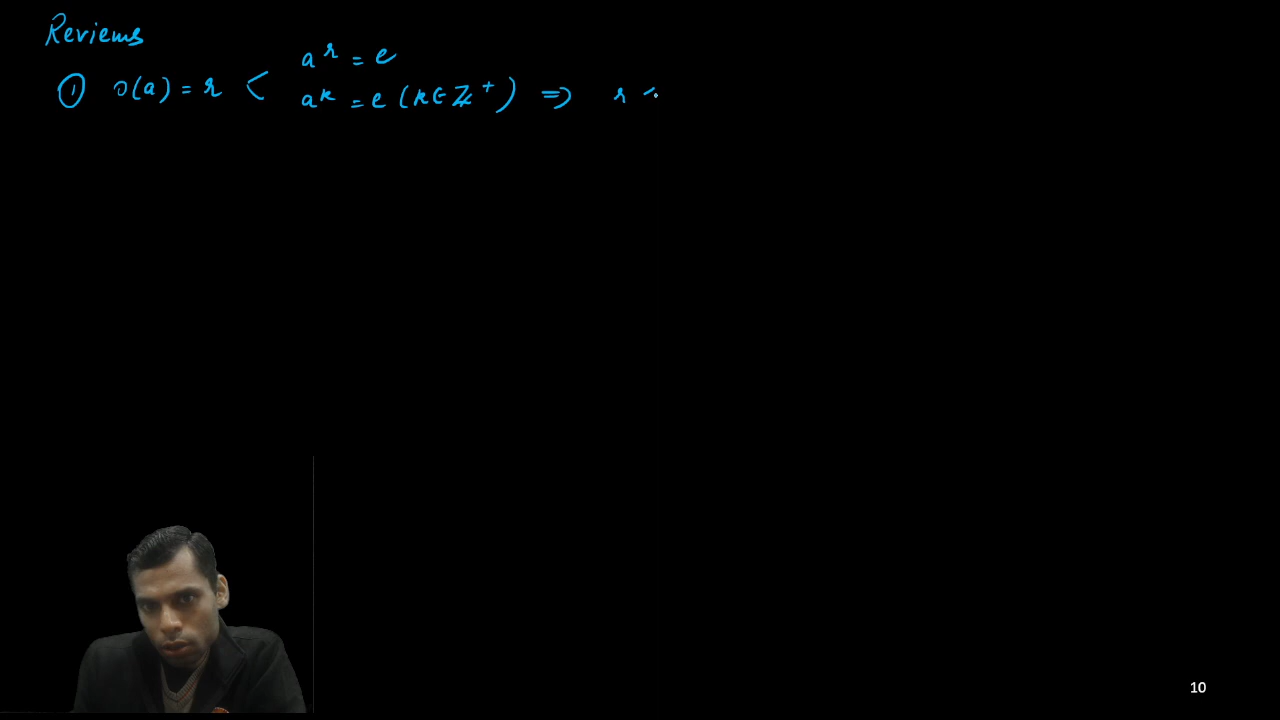 Reviews
① o(a) = r < a^r = e
a^k = e (k ∈ ℤ^+) ⇒ r
10